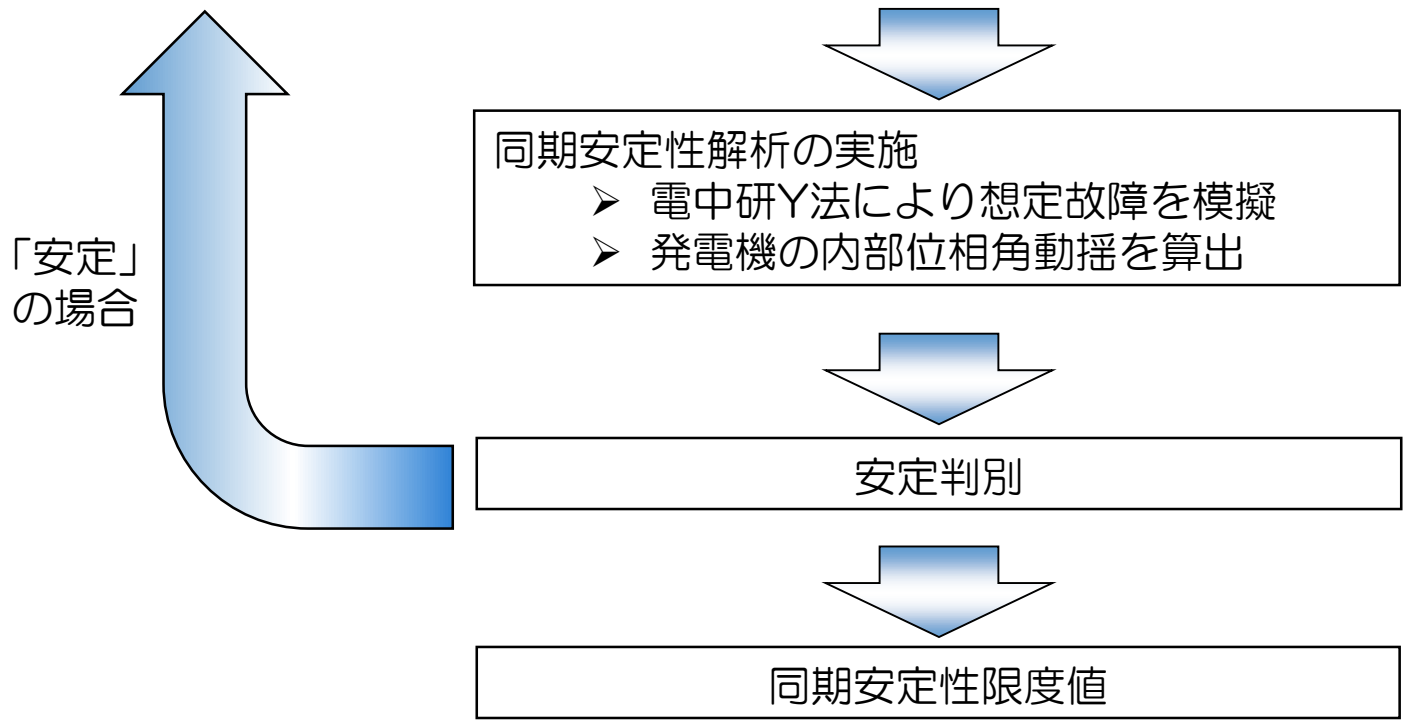 同期安定性解析の実施
➢ 電中研Y法により想定故障を模擬
➢ 発電機の内部位相角動揺を算出
「安定」
の場合
安定判別
同期安定性限度値